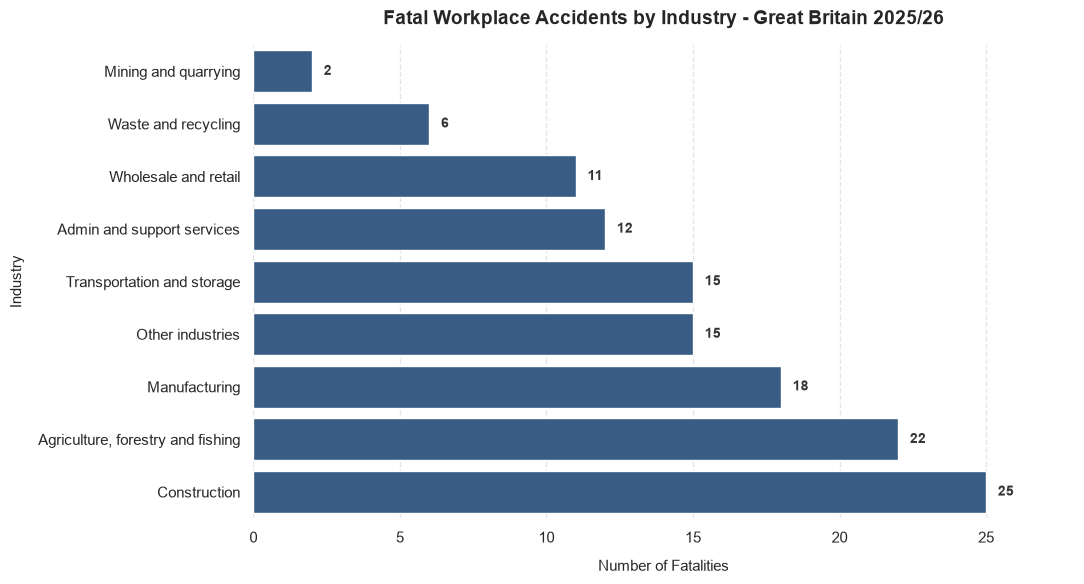 Fatal Workplace Accidents by Industry - Great Britain 2025/26
Industry
Mining and quarrying 2
Waste and recycling 6
Wholesale and retail 11
Admin and support services 12
Transportation and storage 15
Other industries 15
Manufacturing 18
Agriculture, forestry and fishing 22
Construction 25
0 5 10 15 20 25
Number of Fatalities